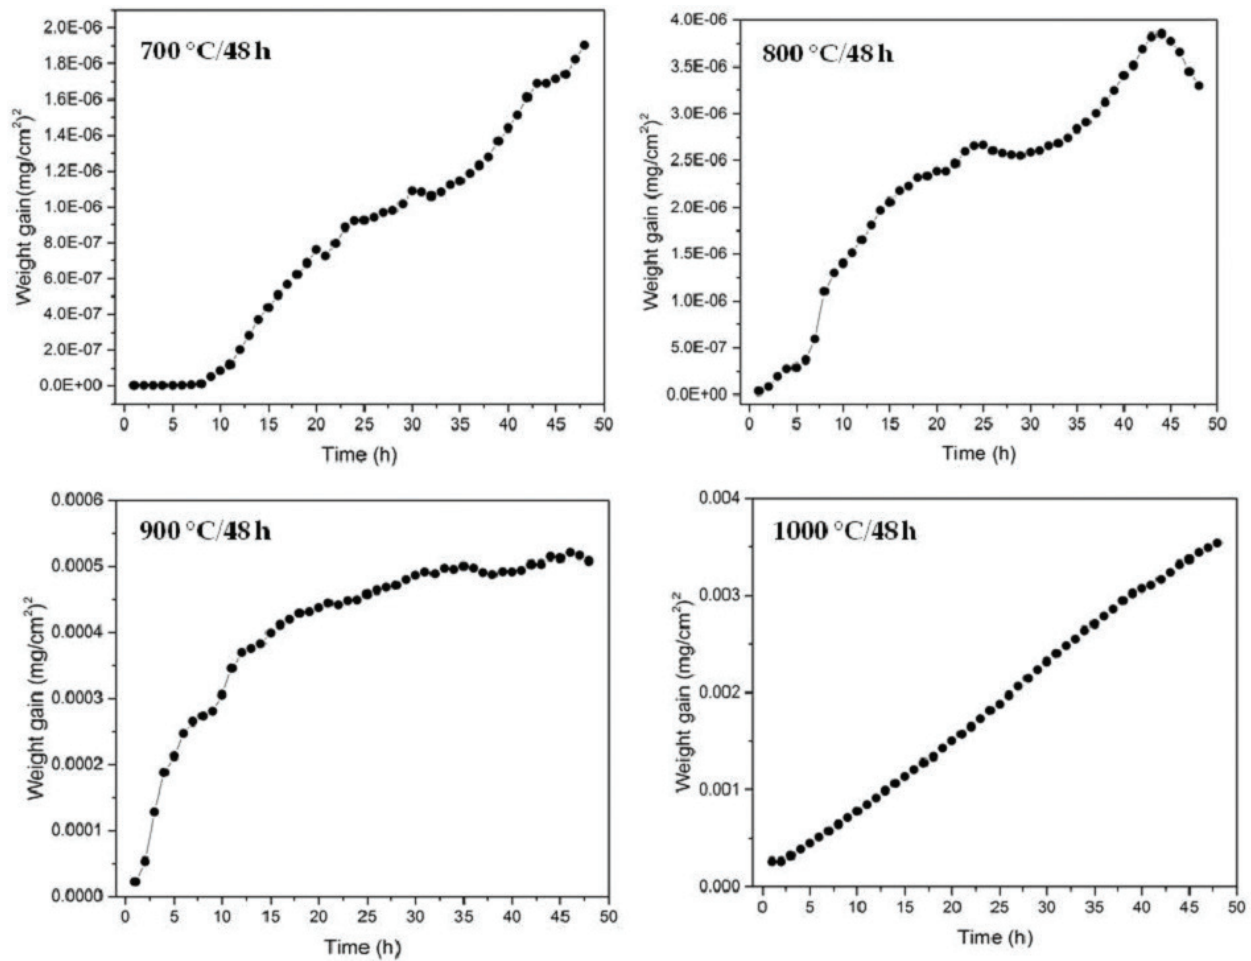 700 °C/48 h
Weight gain(mg/cm²)²
2.0E-06
1.8E-06
1.6E-06
1.4E-06
1.2E-06
1.0E-06
8.0E-07
6.0E-07
4.0E-07
2.0E-07
0.0E+00
0 5 10 15 20 25 30 35 40 45 50
Time (h)
800 °C/48 h
Weight gain (mg/cm²)²
4.0E-06
3.5E-06
3.0E-06
2.5E-06
2.0E-06
1.5E-06
1.0E-06
5.0E-07
0.0E+00
0 5 10 15 20 25 30 35 40 45 50
Time (h)
900 °C/48 h
Weight gain (mg/cm²)²
0.0006
0.0005
0.0004
0.0003
0.0002
0.0001
0.0000
0 5 10 15 20 25 30 35 40 45 50
Time (h)
1000 °C/48 h
Weight gain (mg/cm²)²
0.004
0.003
0.002
0.001
0.000
0 5 10 15 20 25 30 35 40 45 50
Time (h)